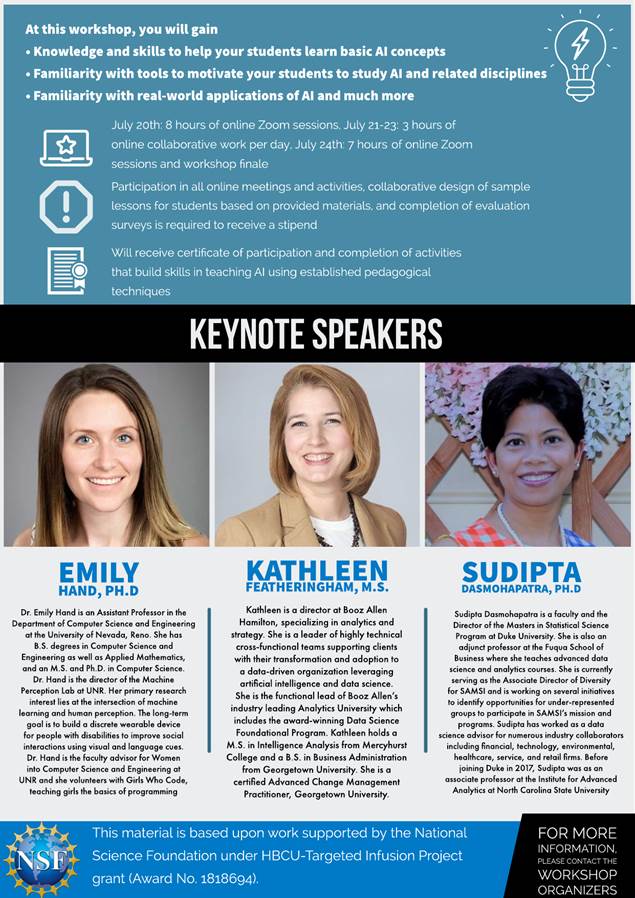 At this workshop, you will gain
• Knowledge and skills to help your students learn basic AI concepts
• Familiarity with tools to motivate your students to study AI and related disciplines
• Familiarity with real-world applications of AI and much more
July 20th: 8 hours of online Zoom sessions, July 21-23: 3 hours of
online collaborative work per day, July 24th: 7 hours of online Zoom
sessions and workshop finale
Participation in all online meetings and activities, collaborative design of sample
lessons for students based on provided materials, and completion of evaluation
surveys is required to receive a stipend
Will receive certificate of participation and completion of activities
that build skills in teaching AI using established pedagogical
techniques
KEYNOTE SPEAKERS
EMILY
HAND, PH.D
Dr. Emily Hand is an Assistant Professor in the
Department of Computer Science and Engineering
at the University of Nevada, Reno. She has
B.S. degrees in Computer Science and
Engineering as well as Applied Mathematics,
and an M.S. and Ph.D. in Computer Science.
Dr. Hand is the director of the Machine
Perception Lab at UNR. Her primary research
interest lies at the intersection of machine
learning and human perception. The long-term
goal is to build a discrete wearable device
for people with disabilities to improve social
interactions using visual and language cues.
Dr. Hand is the faculty advisor for Women
into Computer Science and Engineering at
UNR and she volunteers with Girls Who Code,
teaching girls the basics of programming
KATHLEEN
FEATHERINGHAM, M.S.
Kathleen is a director at Booz Allen
Hamilton, specializing in analytics and
strategy. She is a leader of highly technical
cross-functional teams supporting clients
with their transformation and adoption to
a data-driven organization leveraging
artificial intelligence and data science.
She is the functional lead of Booz Allen's
industry leading Analytics University which
includes the award-winning Data Science
Foundational Program. Kathleen holds a
M.S. in Intelligence Analysis from Mercyhurst
College and a B.S. in Business Administration
from Georgetown University. She is a
certified Advanced Change Management
Practitioner, Georgetown University.
SUDIPTA
DASMOHAPATRA, PH.D
Sudipta Dasmohapatra is a faculty and the
Director of the Masters in Statistical Science
Program at Duke University. She is also an
adjunct professor at the Fuqua School of
Business where she teaches advanced data
science and analytics courses. She is currently
serving as the Associate Director of Diversity
for SAMSI and is working on several initiatives
to identify opportunities for under-represented
groups to participate in SAMSI's mission and
programs. Sudipta has worked as a data
science advisor for numerous industry collaborators
including financial, technology, environmental,
healthcare, service, and retail firms. Before
joining Duke in 2017, Sudipta was as an
associate professor at the Institute for Advanced
Analytics at North Carolina State University
NSF
This material is based upon work supported by the National
Science Foundation under HBCU-Targeted Infusion Project
grant (Award No. 1818694).
FOR MORE
INFORMATION,
PLEASE CONTACT THE
WORKSHOP
ORGANIZERS